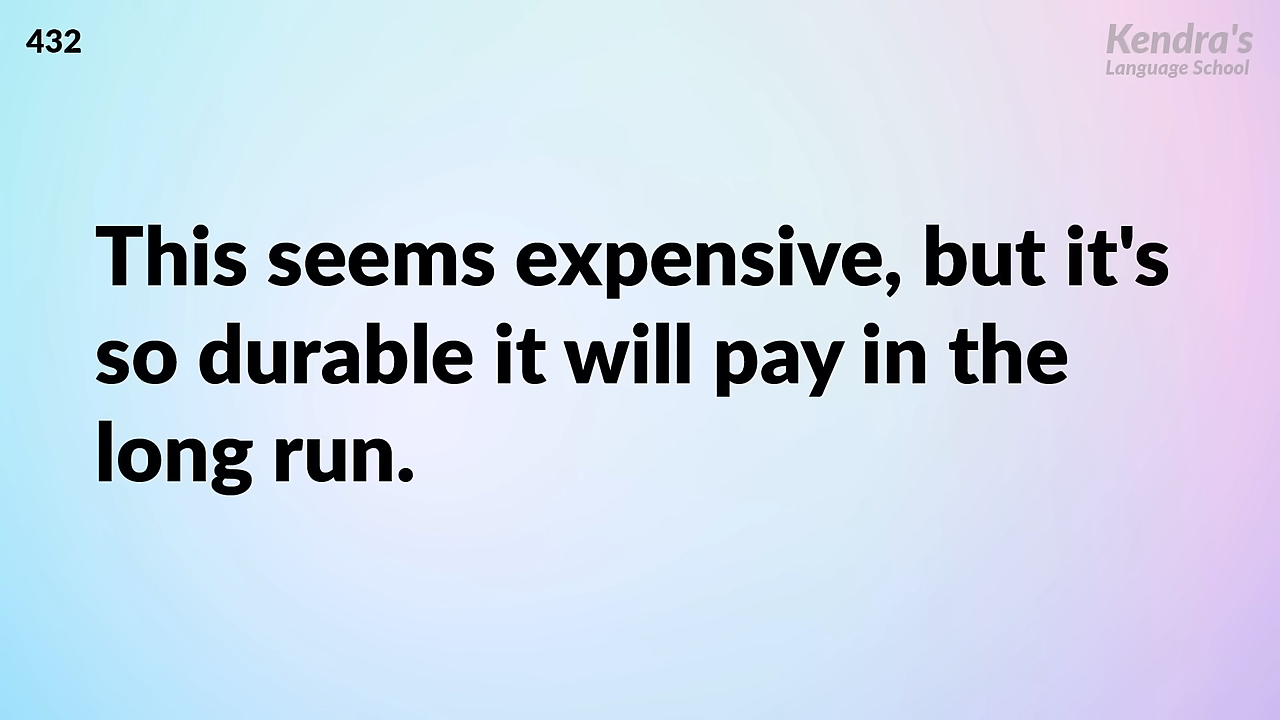 432
Kendra's
Language School
This seems expensive, but it's
so durable it will pay in the
long run.